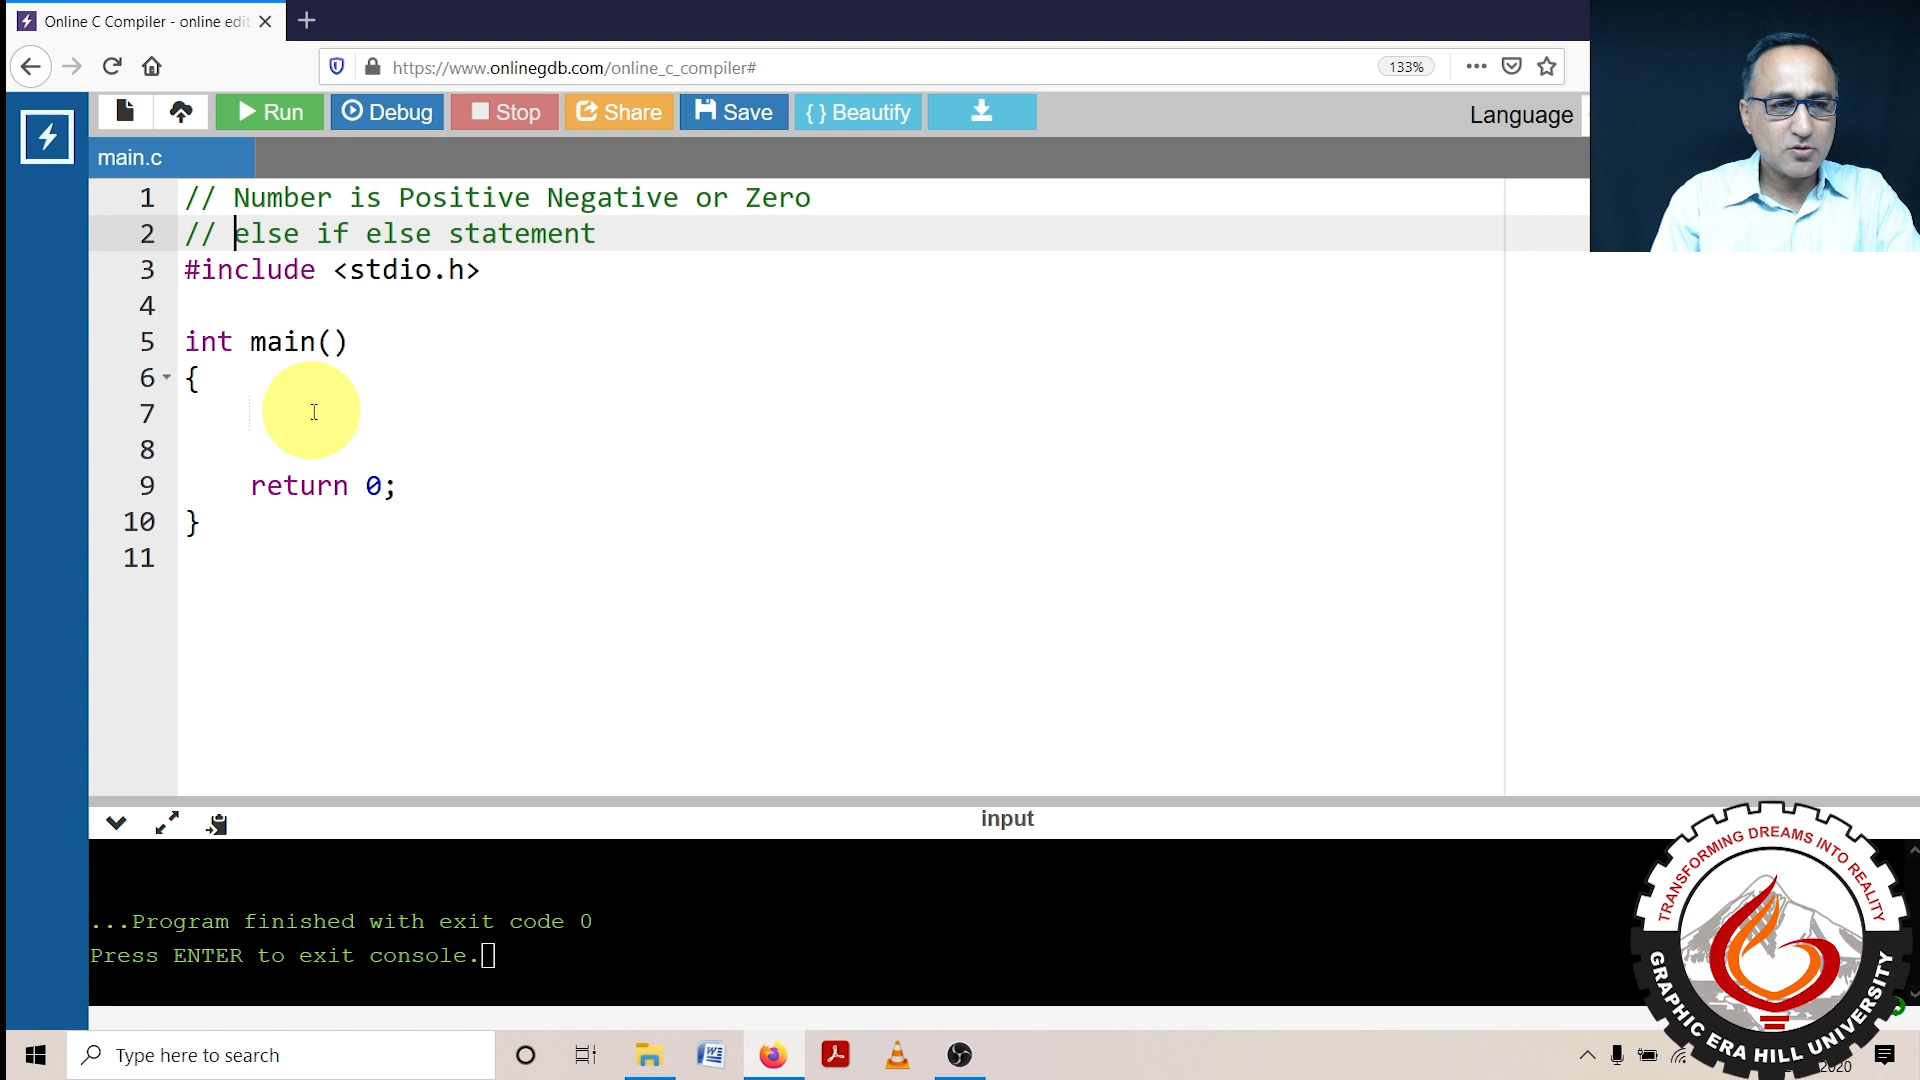 Online C Compiler - online edit
https://www.onlinegdb.com/online_c_compiler#
133%
Run
Debug
Stop
Share
Save
{ } Beautify
Language
main.c
1 // Number is Positive Negative or Zero
2 // else if else statement
3 #include <stdio.h>
4
5 int main()
6 {
7
8
9 return 0;
10 }
11
input
...Program finished with exit code 0
Press ENTER to exit console.
TRANSFORMING DREAMS INTO REALITY
GRAPHIC ERA HILL UNIVERSITY
Type here to search